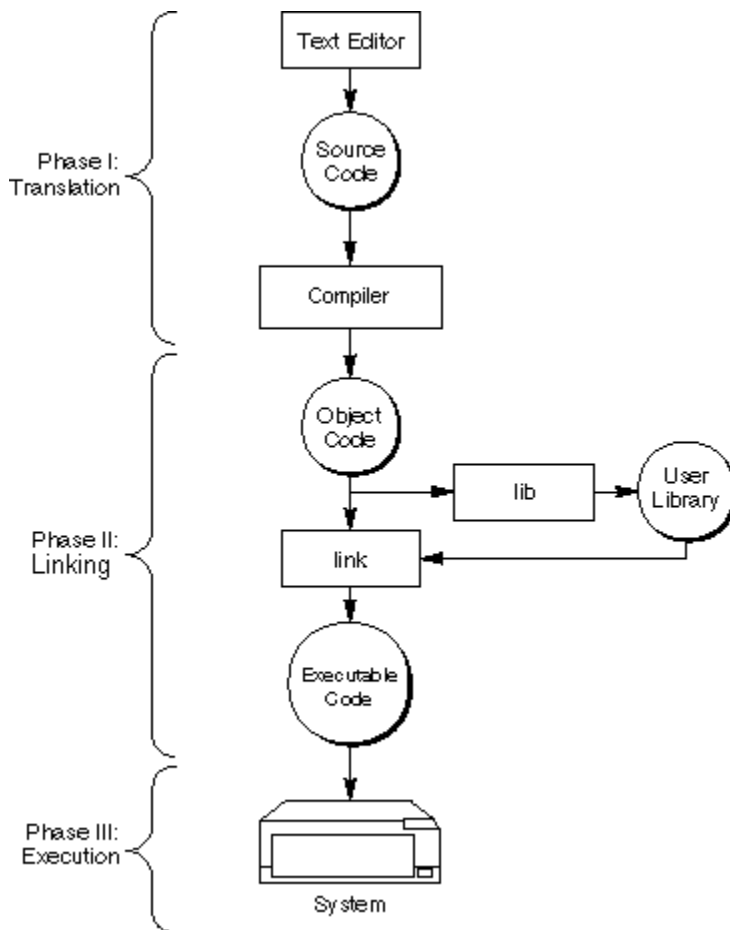 Text Editor
Phase I:
Translation
Source
Code
Compiler
Object
Code
lib
User
Library
Phase II:
Linking
link
Executable
Code
Phase III:
Execution
System